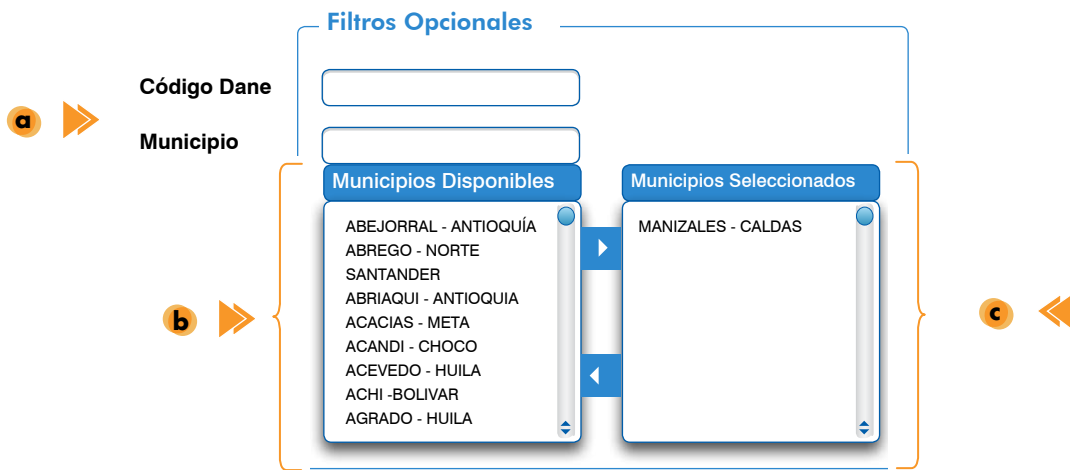 Filtros Opcionales
Código Dane
a
Municipio
Municipios Disponibles
Municipios Seleccionados
ABEJORRAL - ANTIOQUÍA
MANIZALES - CALDAS
ABREGO - NORTE
SANTANDER
ABRIAQUI - ANTIOQUIA
b
c
ACACIAS - META
ACANDI - CHOCO
ACEVEDO - HUILA
ACHI -BOLIVAR
AGRADO - HUILA